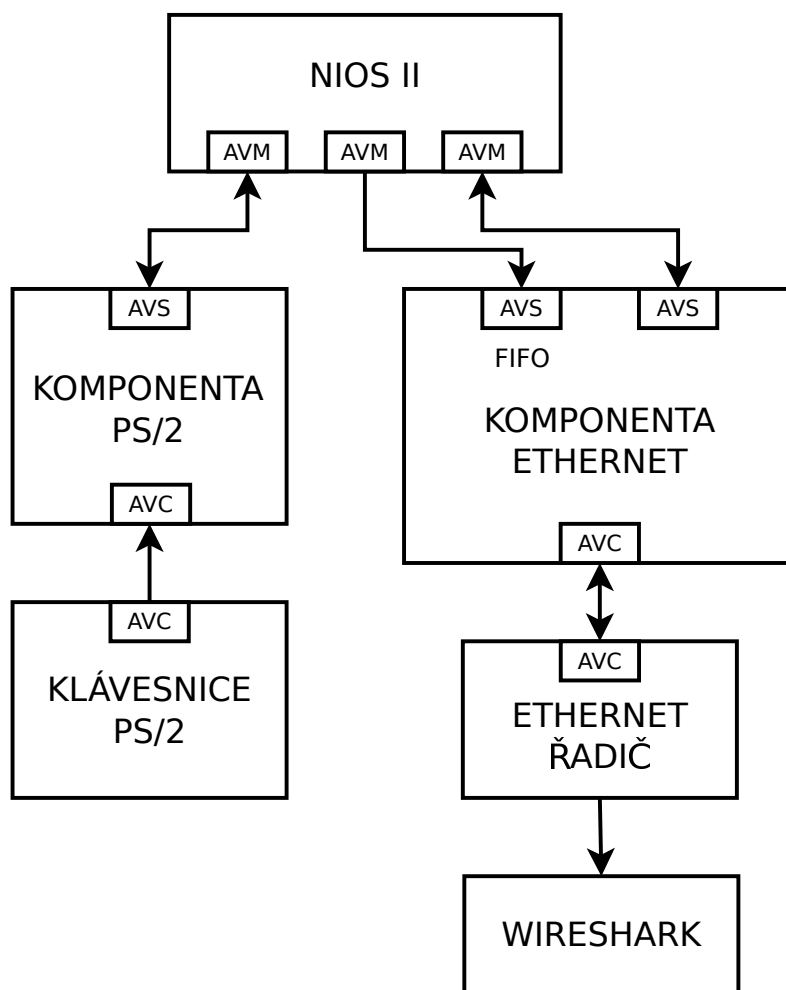 NIOS II
AVM
AVM
AVM
AVS
KOMPONENTA
PS/2
AVC
AVC
KLÁVESNICE
PS/2
AVS
AVS
FIFO
KOMPONENTA
ETHERNET
AVC
AVC
ETHERNET
ŘADIČ
WIRESHARK